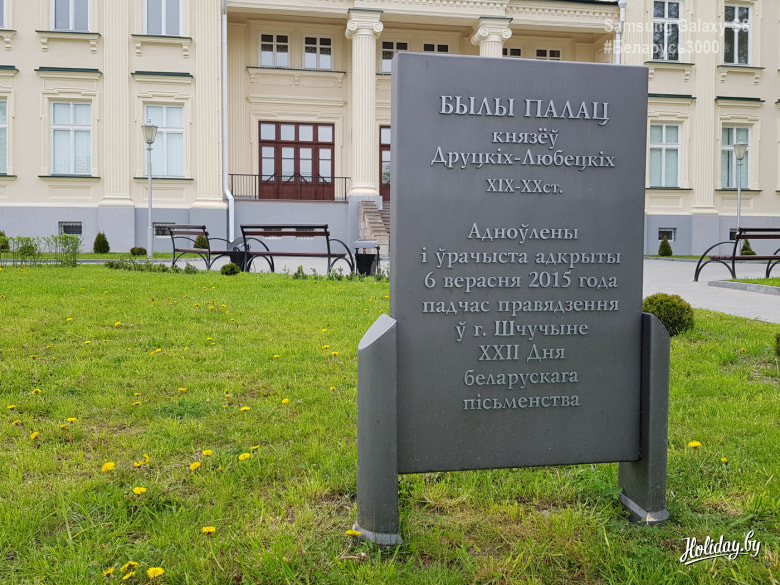 Samsung Galaxy S8
#Беларусь3000
БЫЛЫ ПАЛАЦ
князёў
Друцкіх-Любецкіх
XIX-XXст.
Адноўлены
і ўрачыста адкрыты
6 верасня 2015 года
падчас правядзення
ў г. Шчучыне
XXII Дня
беларускага
пісьменства
Holiday.by